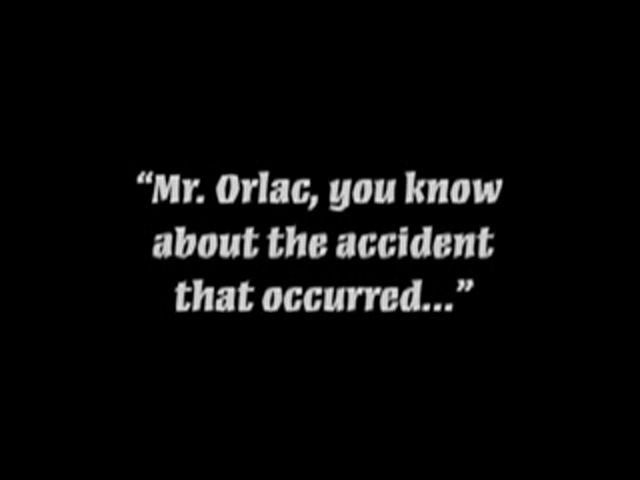 “Mr. Orlac, you know
about the accident
that occurred...”